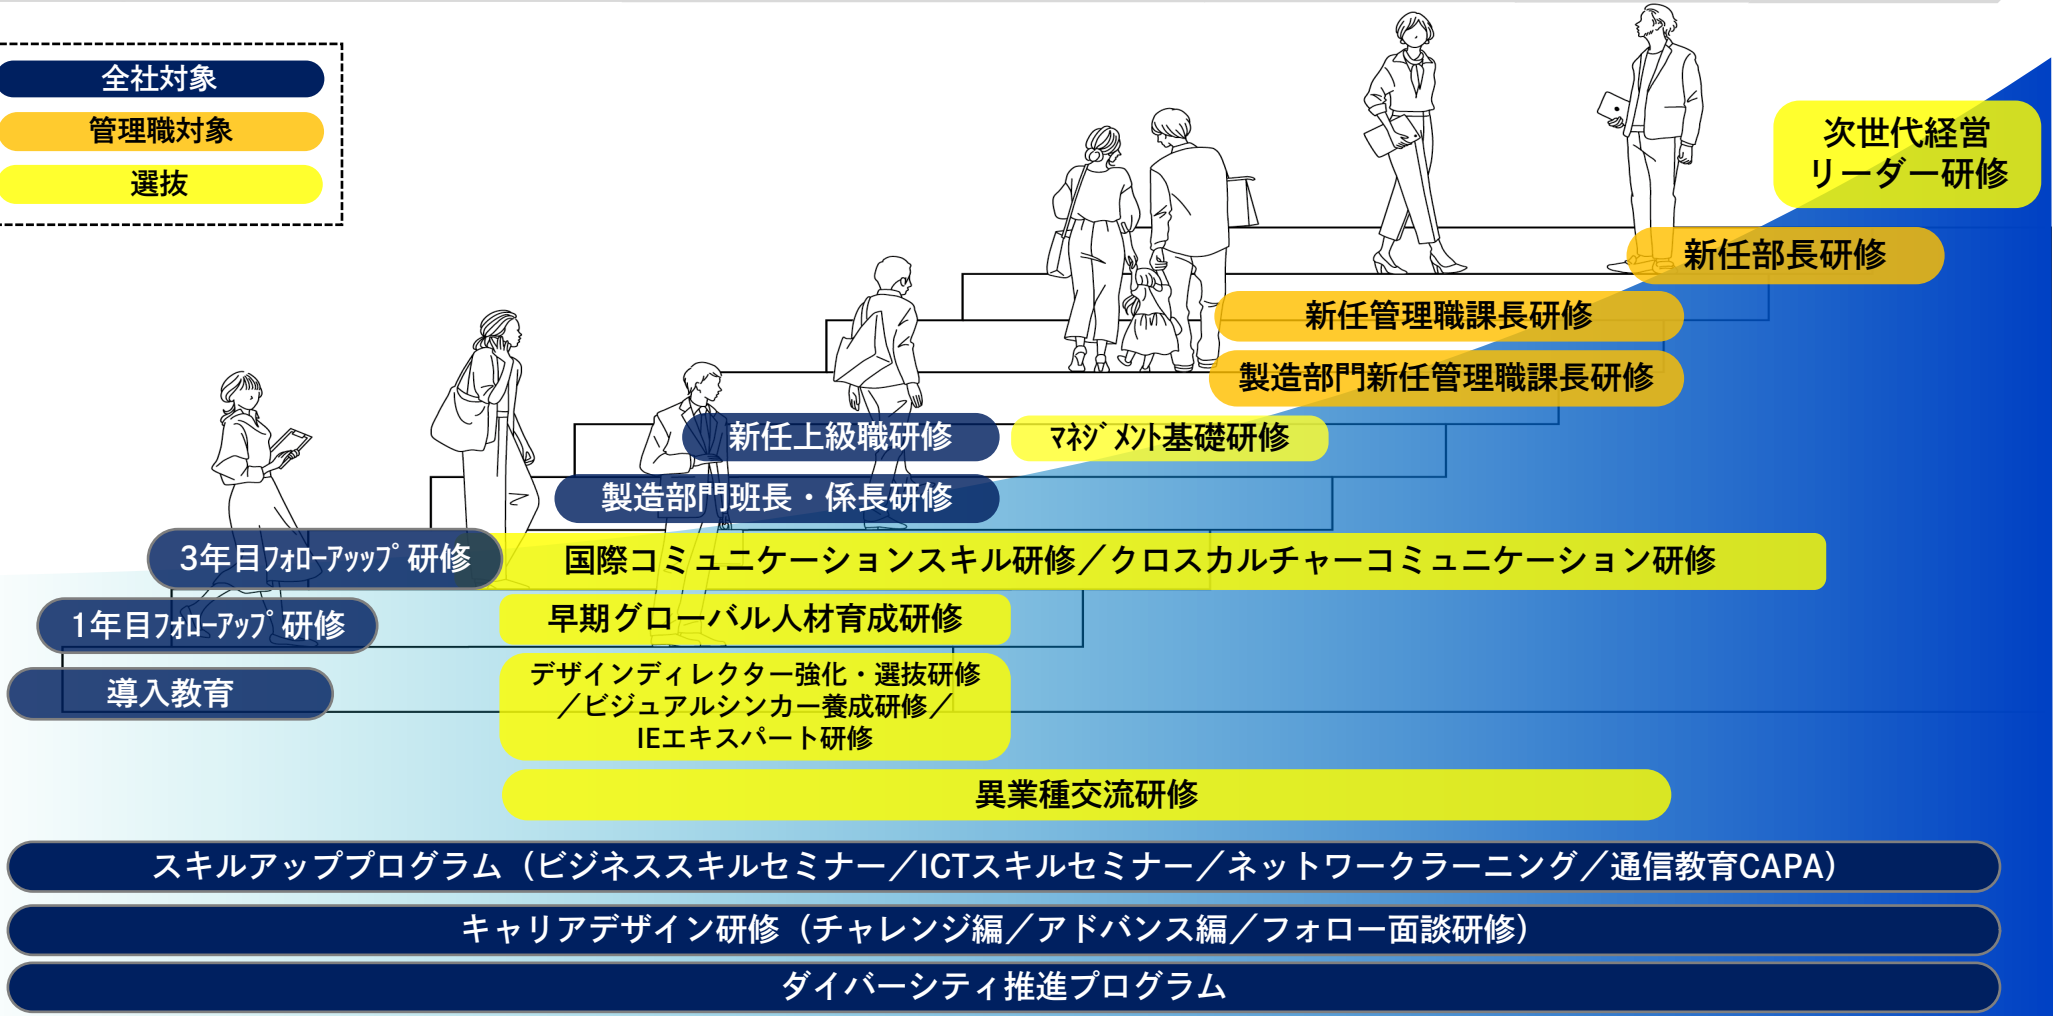 全社対象
管理職対象
選抜
次世代経営
リーダー研修
新任部長研修
新任管理職課長研修
製造部門新任管理職課長研修
新任上級職研修
ﾏﾈｼﾞﾒﾝﾄ基礎研修
製造部門班長・係長研修
3年目ﾌｫﾛｰｱｯｯﾌﾟ研修
国際コミュニケーションスキル研修／クロスカルチャーコミュニケーション研修
1年目ﾌｫﾛｰｱｯﾌﾟ研修
早期グローバル人材育成研修
導入教育
デザインディレクター強化・選抜研修
／ビジュアルシンカー養成研修／
IEエキスパート研修
異業種交流研修
スキルアッププログラム（ビジネススキルセミナー／ICTスキルセミナー／ネットワークラーニング／通信教育CAPA）
キャリアデザイン研修（チャレンジ編／アドバンス編／フォロー面談研修）
ダイバーシティ推進プログラム